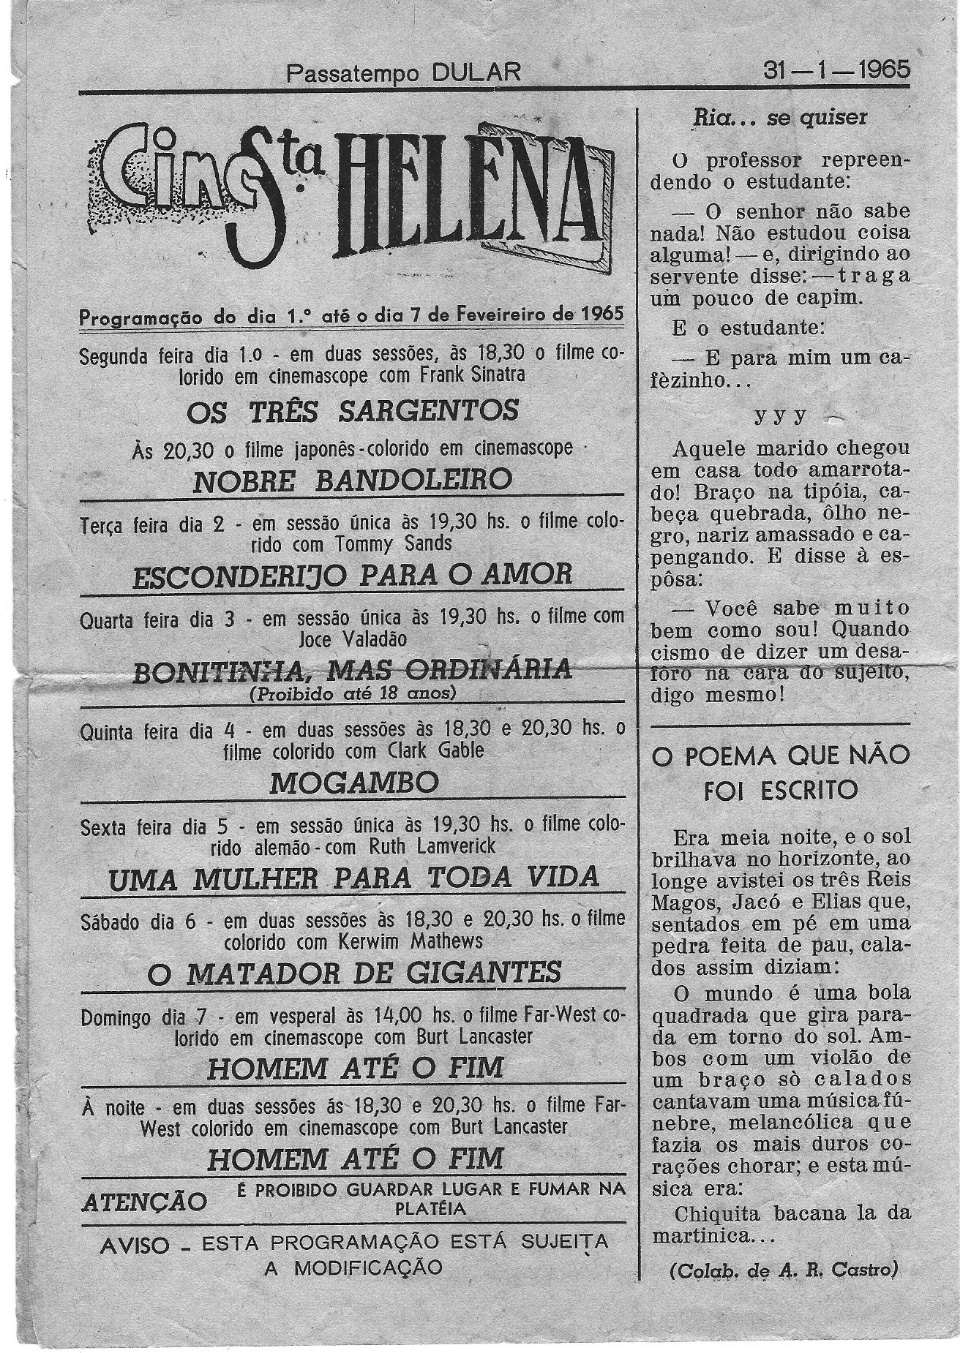 Passatempo DULAR
31-1-1965
Cine Sta HELENA
Programação do dia 1.º até o dia 7 de Feveireiro de 1965
Segunda feira dia 1.o - em duas sessões, às 18,30 o filme co-
lorido em cinemascope com Frank Sinatra
OS TRÊS SARGENTOS
Às 20,30 o filme japonês-colorido em cinemascope
NOBRE BANDOLEIRO
Terça feira dia 2 - em sessão única às 19,30 hs. o filme colo-
rido com Tommy Sands
ESCONDERIJO PARA O AMOR
Quarta feira dia 3 - em sessão única às 19,30 hs. o filme com
Joce Valadão
BONITINHA, MAS ORDINÁRIA
(Proibido até 18 anos)
Quinta feira dia 4 - em duas sessões às 18,30 e 20,30 hs. o
filme colorido com Clark Gable
MOGAMBO
Sexta feira dia 5 - em sessão única às 19,30 hs. o filme colo-
rido alemão - com Ruth Lamverick
UMA MULHER PARA TODA VIDA
Sábado dia 6 - em duas sessões às 18,30 e 20,30 hs. o filme
colorido com Kerwim Mathews
O MATADOR DE GIGANTES
Domingo dia 7 - em vesperal às 14,00 hs. o filme Far-West co-
lorido em cinemascope com Burt Lancaster
HOMEM ATÉ O FIM
À noite - em duas sessões ás 18,30 e 20,30 hs. o filme Far-
West colorido em cinemascope com Burt Lancaster
HOMEM ATÉ O FIM
ATENÇÃO É PROIBIDO GUARDAR LUGAR E FUMAR NA
PLATÉIA
AVISO - ESTA PROGRAMAÇÃO ESTÁ SUJEITA
A MODIFICAÇÃO
Ria... se quiser
O professor repreen-
dendo o estudante:
— O senhor não sabe
nada! Não estudou coisa
alguma! — e, dirigindo ao
servente disse: — traga
um pouco de capim.
E o estudante:
— E para mim um ca-
fèzinho...
y y y
Aquele marido chegou
em casa todo amarrota-
do! Braço na tipóia, ca-
beça quebrada, ôlho ne-
gro, nariz amassado e ca-
pengando. E disse à es-
pôsa:
— Você sabe muito
bem como sou! Quando
cismo de dizer um desa-
foro na cara do sujeito,
digo mesmo!
O POEMA QUE NÃO
FOI ESCRITO
Era meia noite, e o sol
brilhava no horizonte, ao
longe avistei os três Reis
Magos, Jacó e Elias que,
sentados em pé em uma
pedra feita de pau, cala-
dos assim diziam:
O mundo é uma bola
quadrada que gira para-
da em torno do sol. Am-
bos com um violão de
um braço sò calados
cantavam uma música fú-
nebre, melancólica que
fazia os mais duros co-
rações chorar; e esta mú-
sica era:
Chiquita bacana la da
martinica...
(Colab. de A. R. Castro)